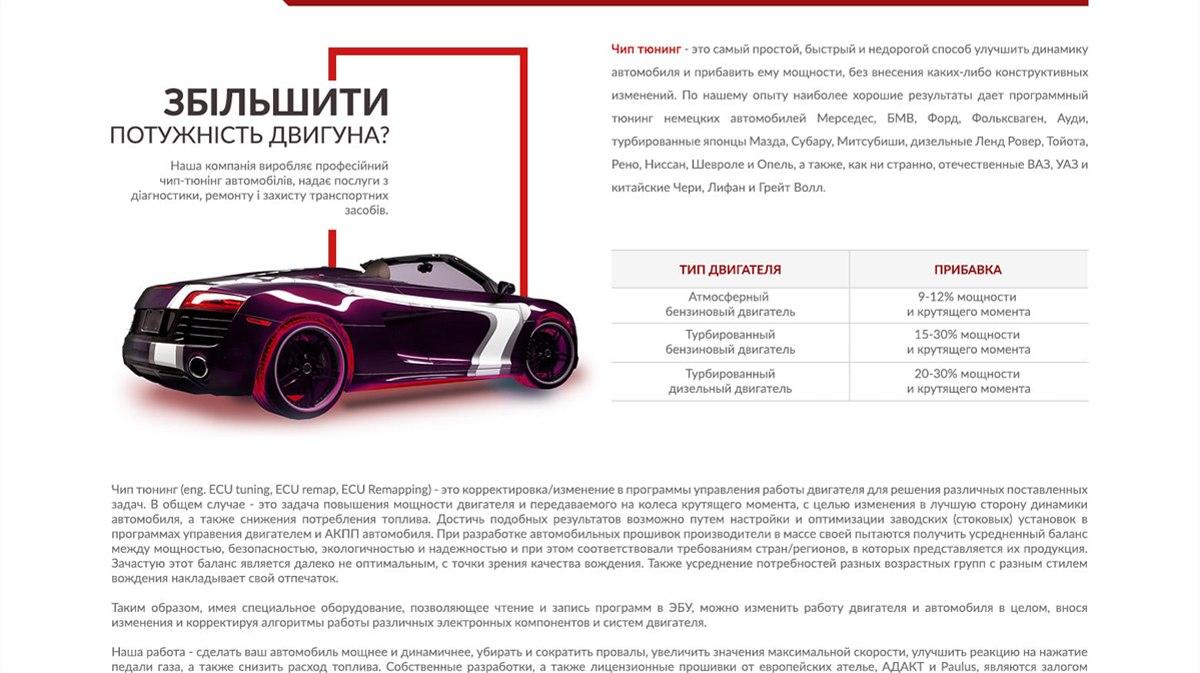 ЗБІЛЬШИТИ
ПОТУЖНІСТЬ ДВИГУНА?
Наша компанія виробляє професійний
чип-тюнінг автомобілів, надає послуги з
діагностики, ремонту і захисту транспортних
засобів.
Чип тюнинг - это самый простой, быстрый и недорогой способ улучшить динамику
автомобиля и прибавить ему мощности, без внесения каких-либо конструктивных
изменений. По нашему опыту наиболее хорошие результаты дает программный
тюнинг немецких автомобилей Мерседес, БМВ, Форд, Фольксваген, Ауди,
турбированные японцы Мазда, Субару, Митсубиши, дизельные Ленд Ровер, Тойота,
Рено, Ниссан, Шевроле и Опель, а также, как ни странно, отечественные ВАЗ, УАЗ и
китайские Чери, Лифан и Грейт Волл.
ТИП ДВИГАТЕЛЯ ПРИБАВКА
Атмосферный 9-12% мощности
бензиновый двигатель и крутящего момента
Турбированный 15-30% мощности
бензиновый двигатель и крутящего момента
Турбированный 20-30% мощности
дизельный двигатель и крутящего момента
Чип тюнинг (eng. ECU tuning, ECU remap, ECU Remapping) - это корректировка/изменение в программы управления работы двигателя для решения различных поставленных
задач. В общем случае - это задача повышения мощности двигателя и передаваемого на колеса крутящего момента, с целью изменения в лучшую сторону динамики
автомобиля, а также снижения потребления топлива. Достичь подобных результатов возможно путем настройки и оптимизации заводских (стоковых) установок в
программах управления двигателем и АКПП автомобиля. При разработке автомобильных прошивок производители в массе своей пытаются получить усредненный баланс
между мощностью, безопасностью, экологичностью и надежностью и при этом соответствовали требованиям стран/регионов, в которых представляется их продукция.
Зачастую этот баланс является далеко не оптимальным, с точки зрения качества вождения. Также усреднение потребностей разных возрастных групп с разным стилем
вождения накладывает свой отпечаток.
Таким образом, имея специальное оборудование, позволяющее чтение и запись программ в ЭБУ, можно изменить работу двигателя и автомобиля в целом, внося
изменения и корректируя алгоритмы работы различных электронных компонентов и систем двигателя.
Наша работа - сделать ваш автомобиль мощнее и динамичнее, убирать и сократить провалы, увеличить значения максимальной скорости, улучшить реакцию на нажатие
педали газа, а также снизить расход топлива. Собственные разработки, а также лицензионные прошивки от европейских ателье, АДАКТ и Paulus, являются залогом